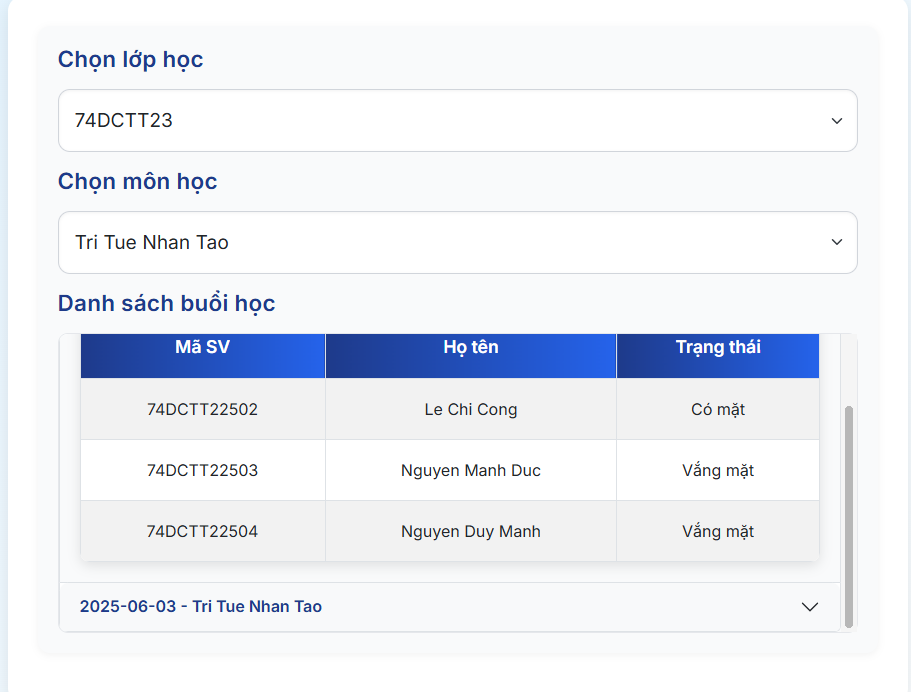 Chọn lớp học
74DCTT23
Chọn môn học
Tri Tue Nhan Tao
Danh sách buổi học
Mã SV Họ tên Trạng thái
74DCTT22502 Le Chi Cong Có mặt
74DCTT22503 Nguyen Manh Duc Vắng mặt
74DCTT22504 Nguyen Duy Manh Vắng mặt
2025-06-03 - Tri Tue Nhan Tao